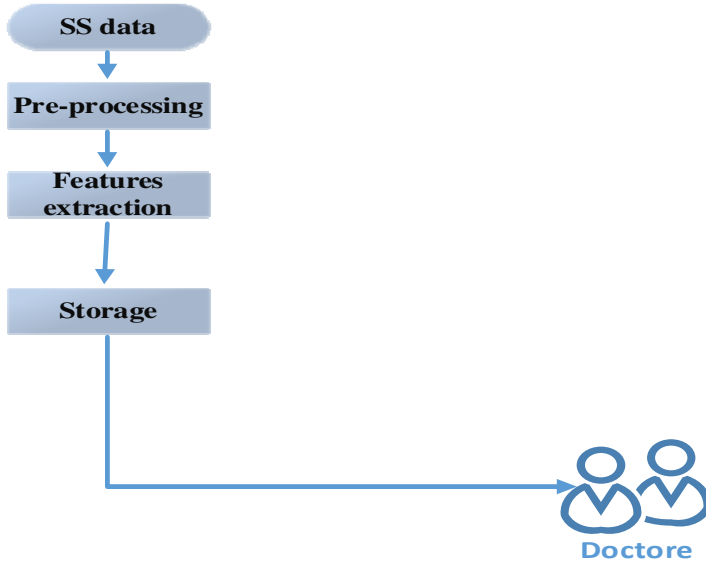 SS data
Pre-processing
Features
extraction
Storage
Doctore